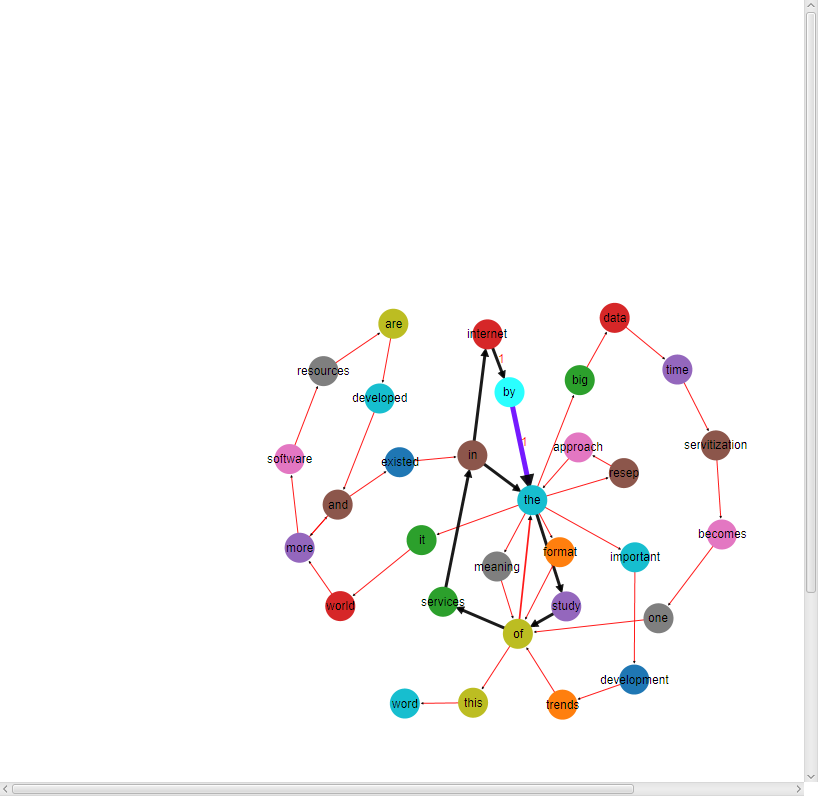 data
are
internet
1
time
resources
big
by
developed
1
servitization
approach
in
software
existed
resep
the
and
becomes
it
more
format
important
meaning
services
world
study
one
of
development
this
word
trends